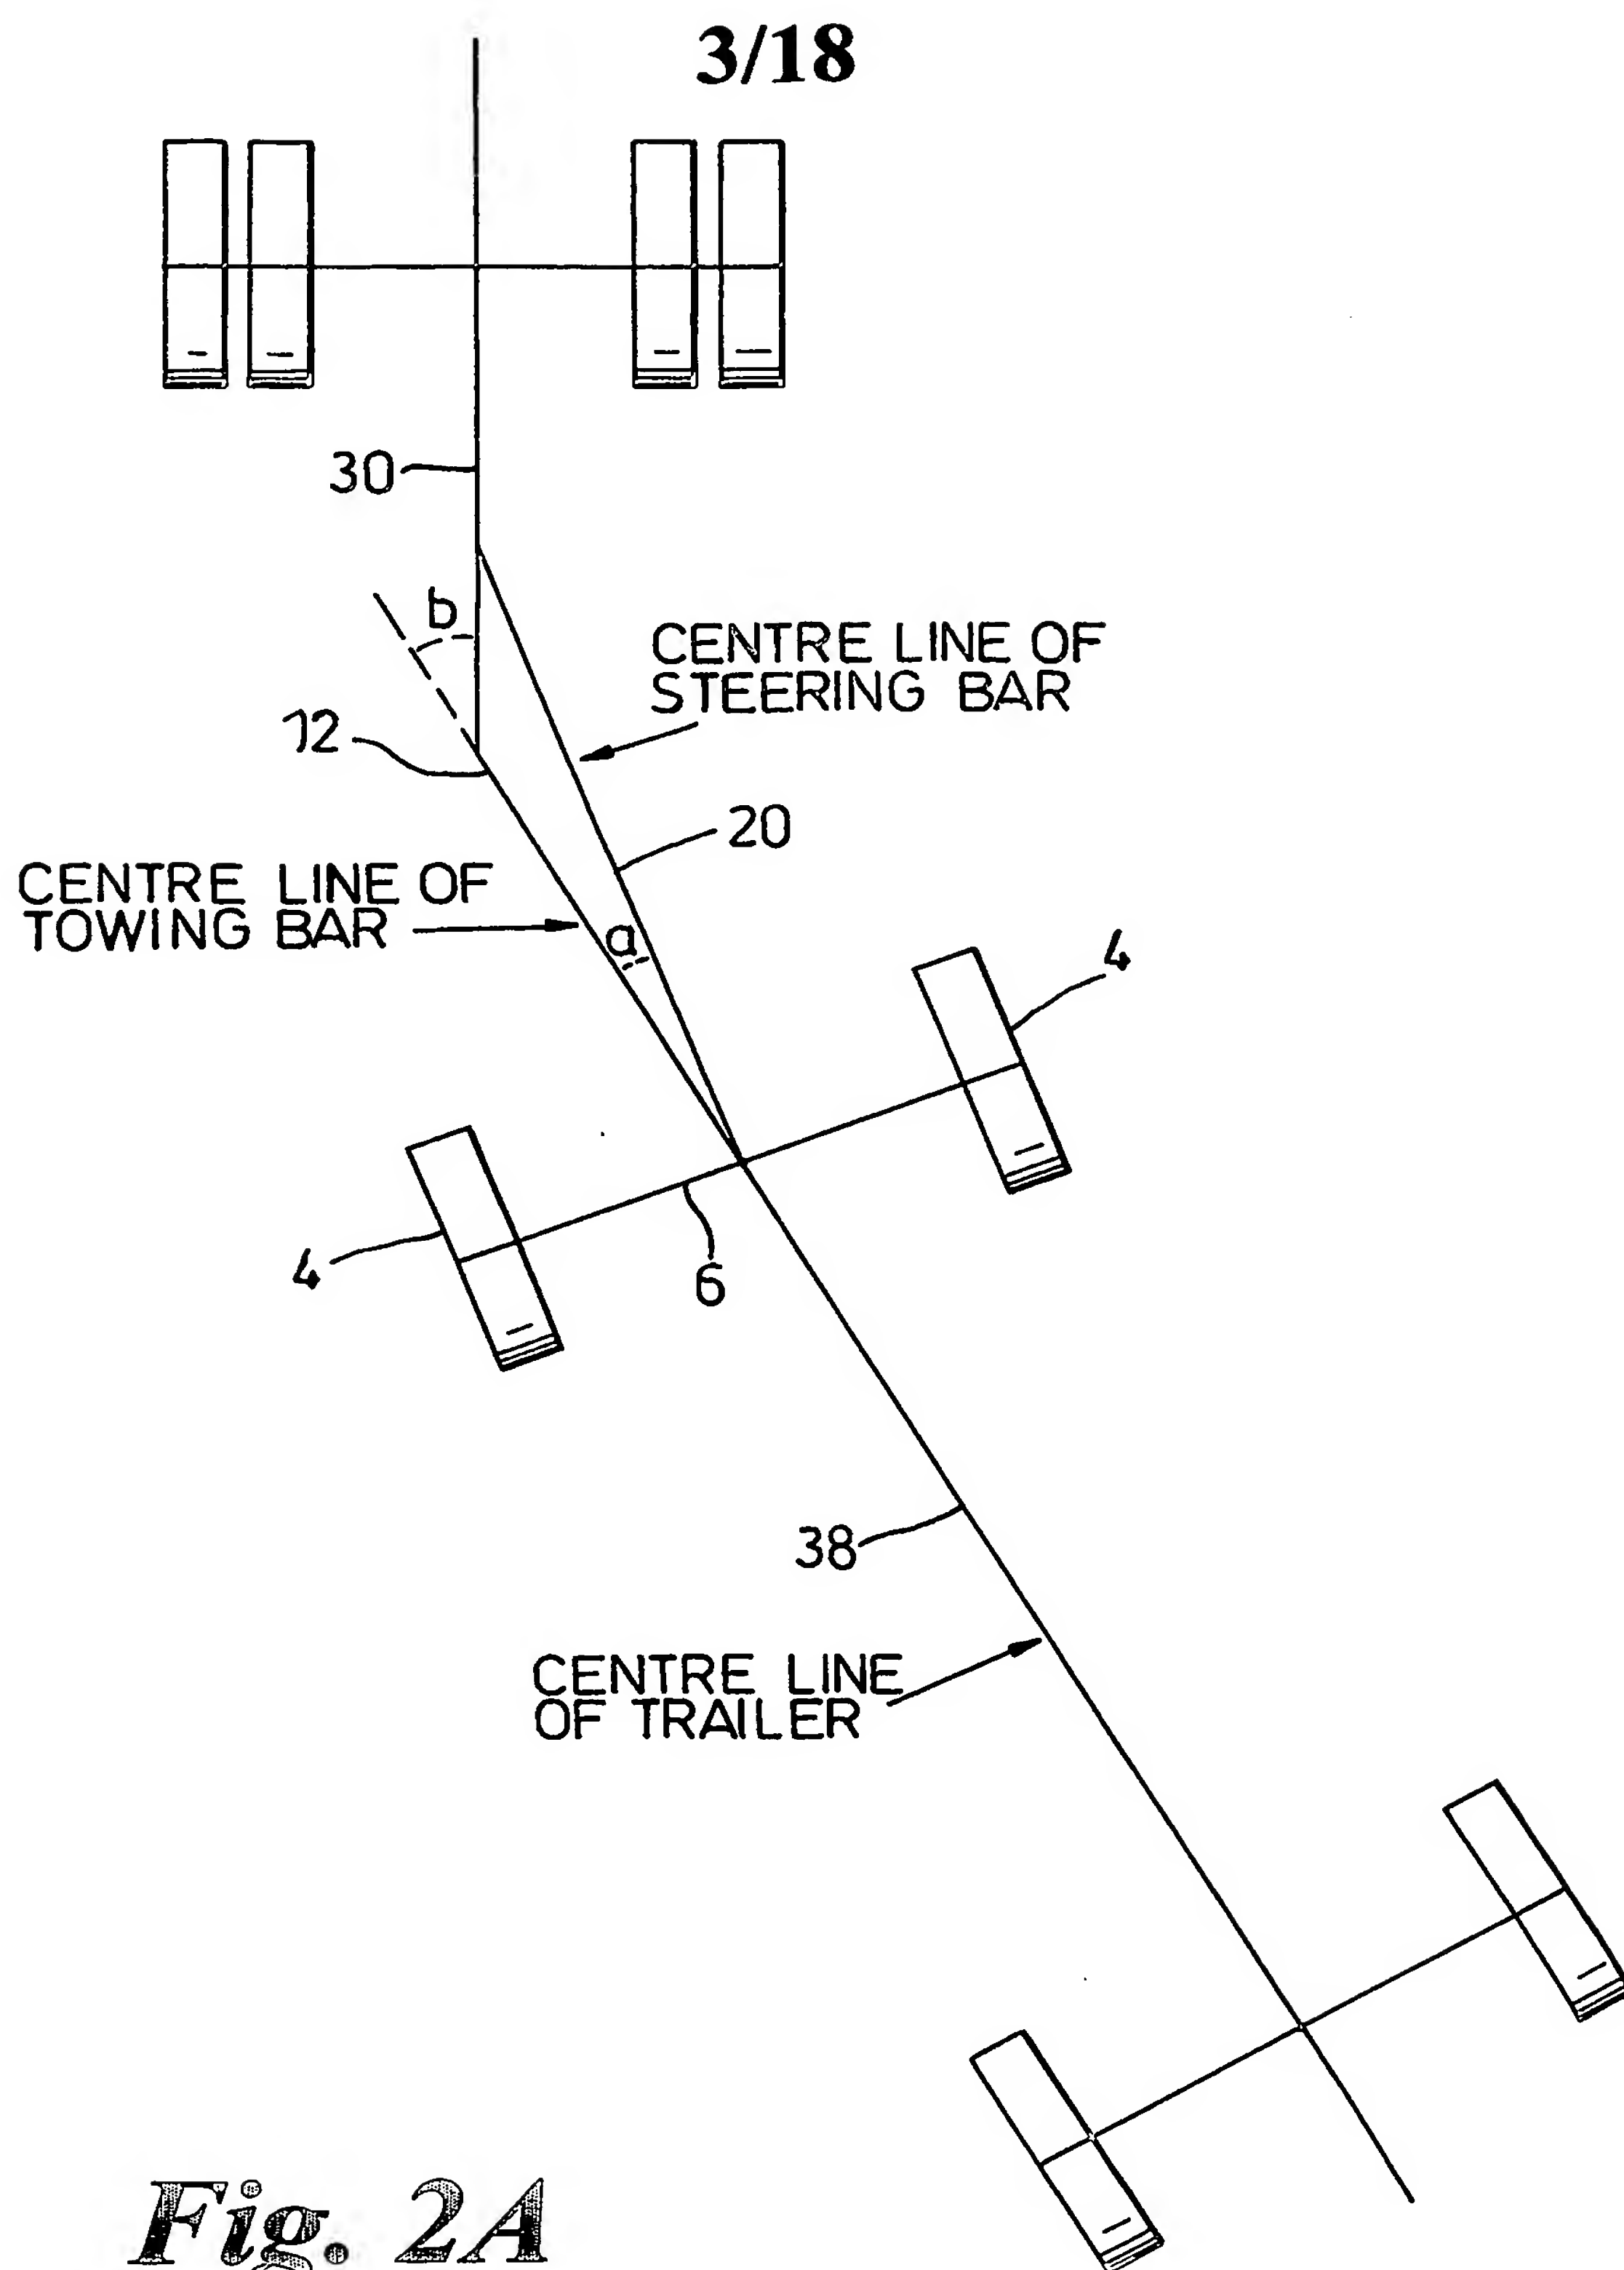 3/18
30
b
CENTRE LINE OF
STEERING BAR
12
20
CENTRE LINE OF
TOWING BAR
a
4
4
6
38
CENTRE LINE
OF TRAILER
Fig. 2A